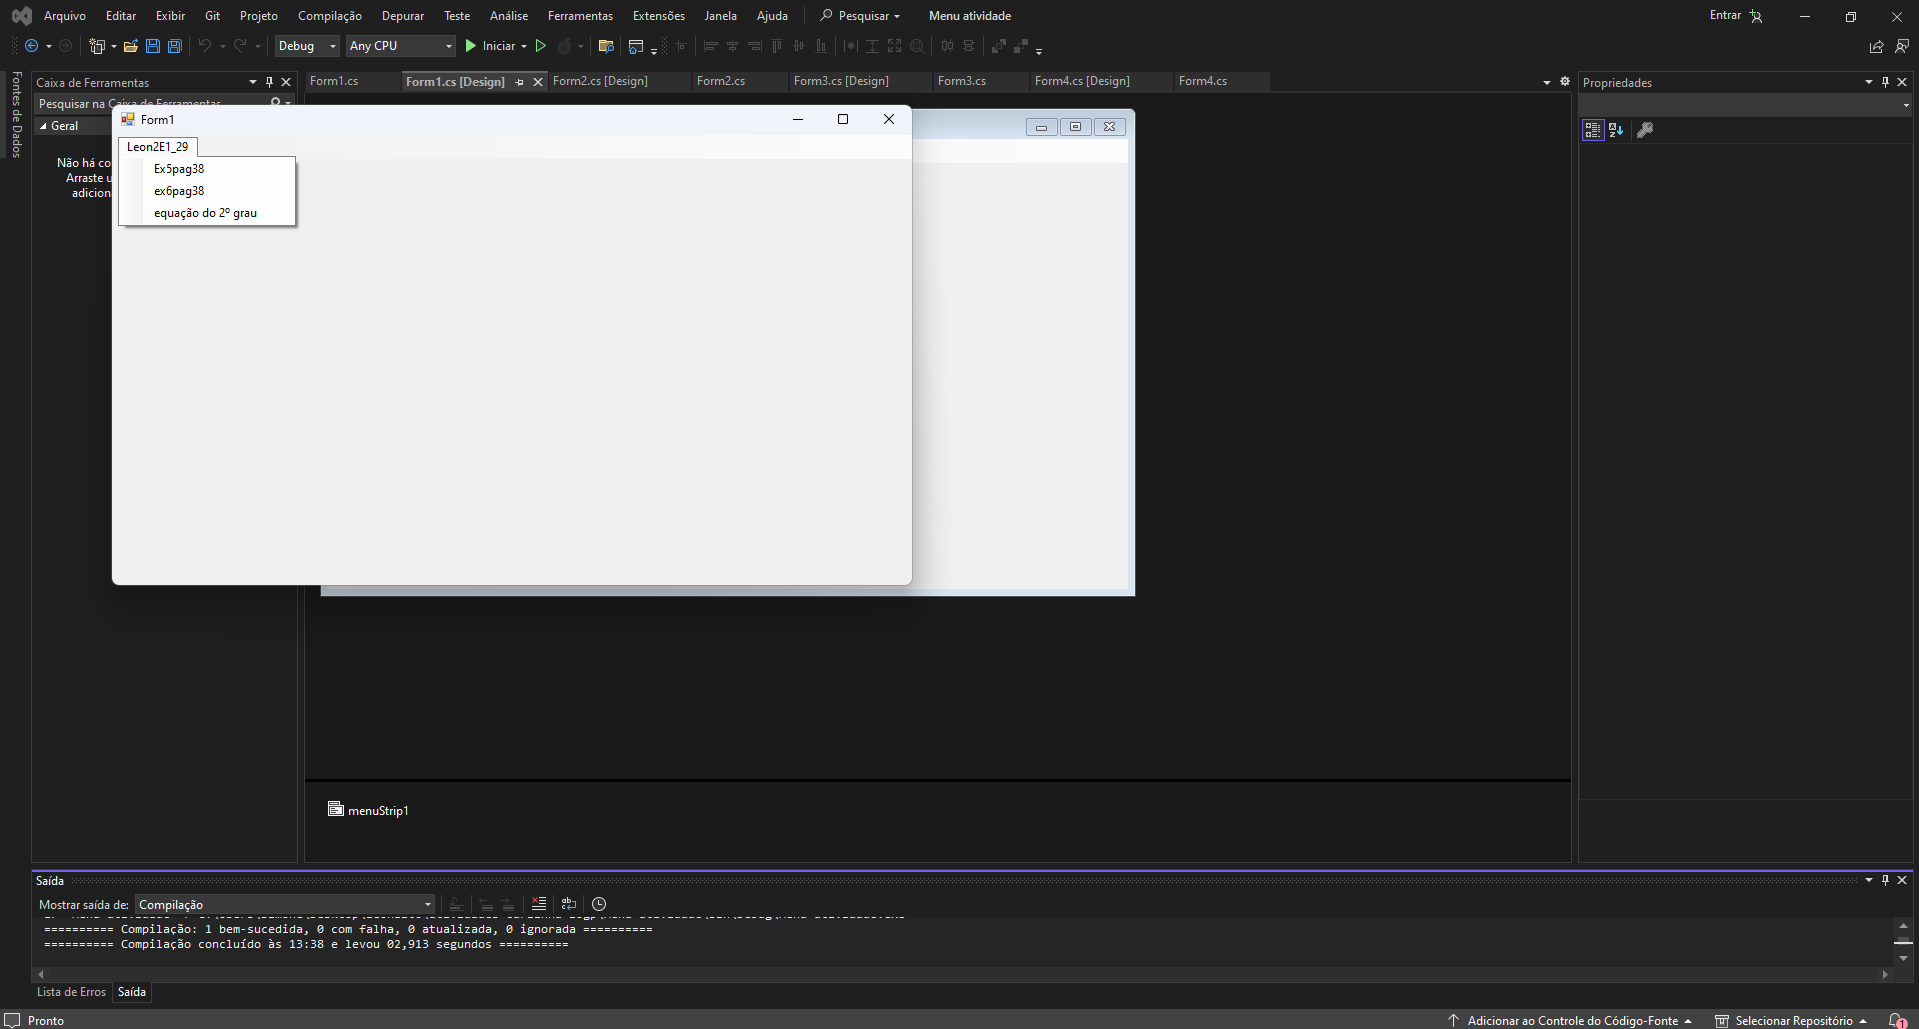 Arquivo Editar Exibir Git Projeto Compilação Depurar Teste Análise Ferramentas Extensões Janela Ajuda Pesquisar Menu atividade Entrar
Debug Any CPU Iniciar
Fontes de Dados
Caixa de Ferramentas
Pesquisar na Caixa de Ferramentas
Geral
Não há co
Arraste u
adicion
Form1.cs Form1.cs [Design] Form2.cs [Design] Form2.cs Form3.cs [Design] Form3.cs Form4.cs [Design] Form4.cs
Form1
Leon2E1_29
Ex5pag38
ex6pag38
equação do 2º grau
menuStrip1
Propriedades
Saída
Mostrar saída de: Compilação
========== Compilação: 1 bem-sucedida, 0 com falha, 0 atualizada, 0 ignorada ==========
========== Compilação concluído às 13:38 e levou 02,913 segundos ==========
Lista de Erros Saída
Pronto
Adicionar ao Controle do Código-Fonte Selecionar Repositório 1